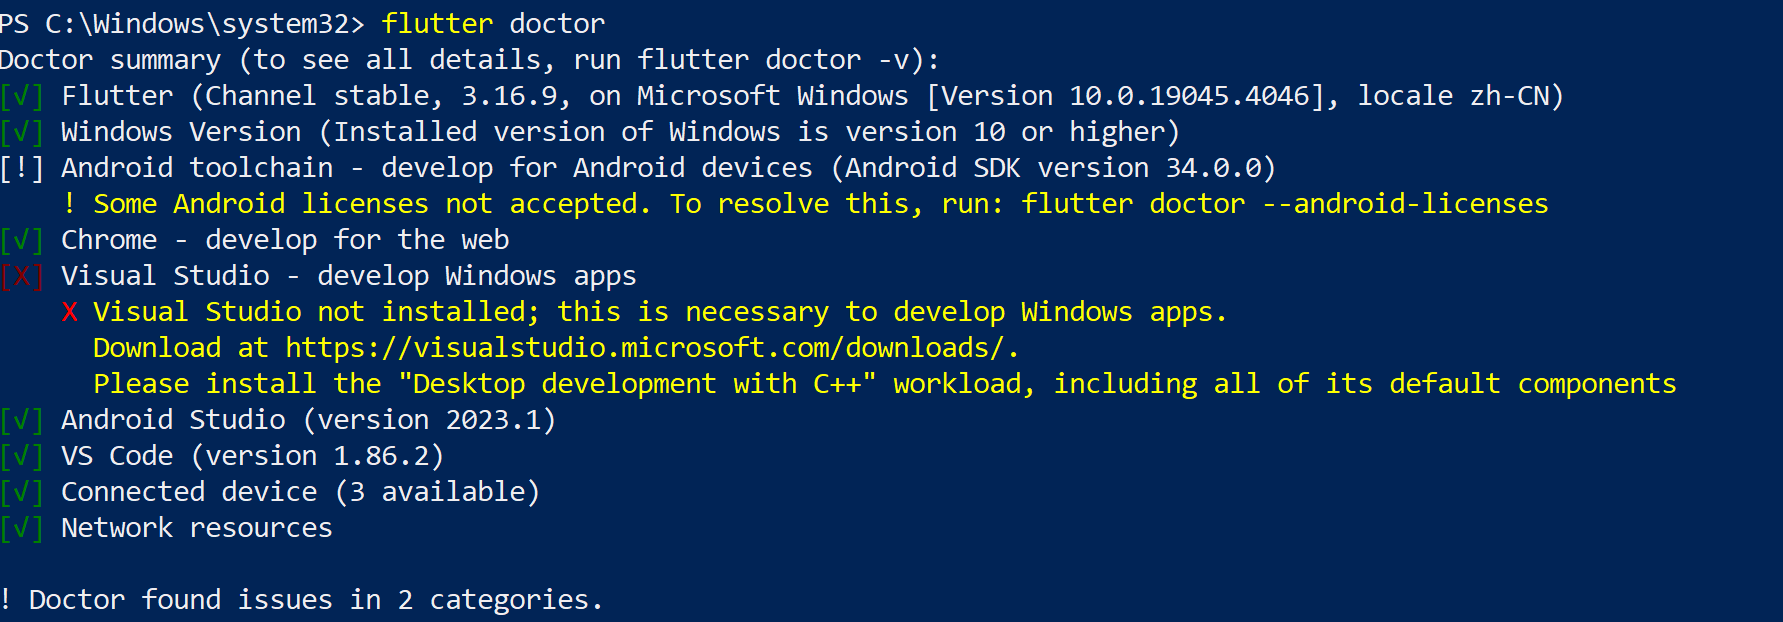 PS C:\Windows\system32> flutter doctor
Doctor summary (to see all details, run flutter doctor -v):
[√] Flutter (Channel stable, 3.16.9, on Microsoft Windows [Version 10.0.19045.4046], locale zh-CN)
[√] Windows Version (Installed version of Windows is version 10 or higher)
[!] Android toolchain - develop for Android devices (Android SDK version 34.0.0)
    ! Some Android licenses not accepted. To resolve this, run: flutter doctor --android-licenses
[√] Chrome - develop for the web
[X] Visual Studio - develop Windows apps
    X Visual Studio not installed; this is necessary to develop Windows apps.
      Download at https://visualstudio.microsoft.com/downloads/.
      Please install the "Desktop development with C++" workload, including all of its default components
[√] Android Studio (version 2023.1)
[√] VS Code (version 1.86.2)
[√] Connected device (3 available)
[√] Network resources
! Doctor found issues in 2 categories.